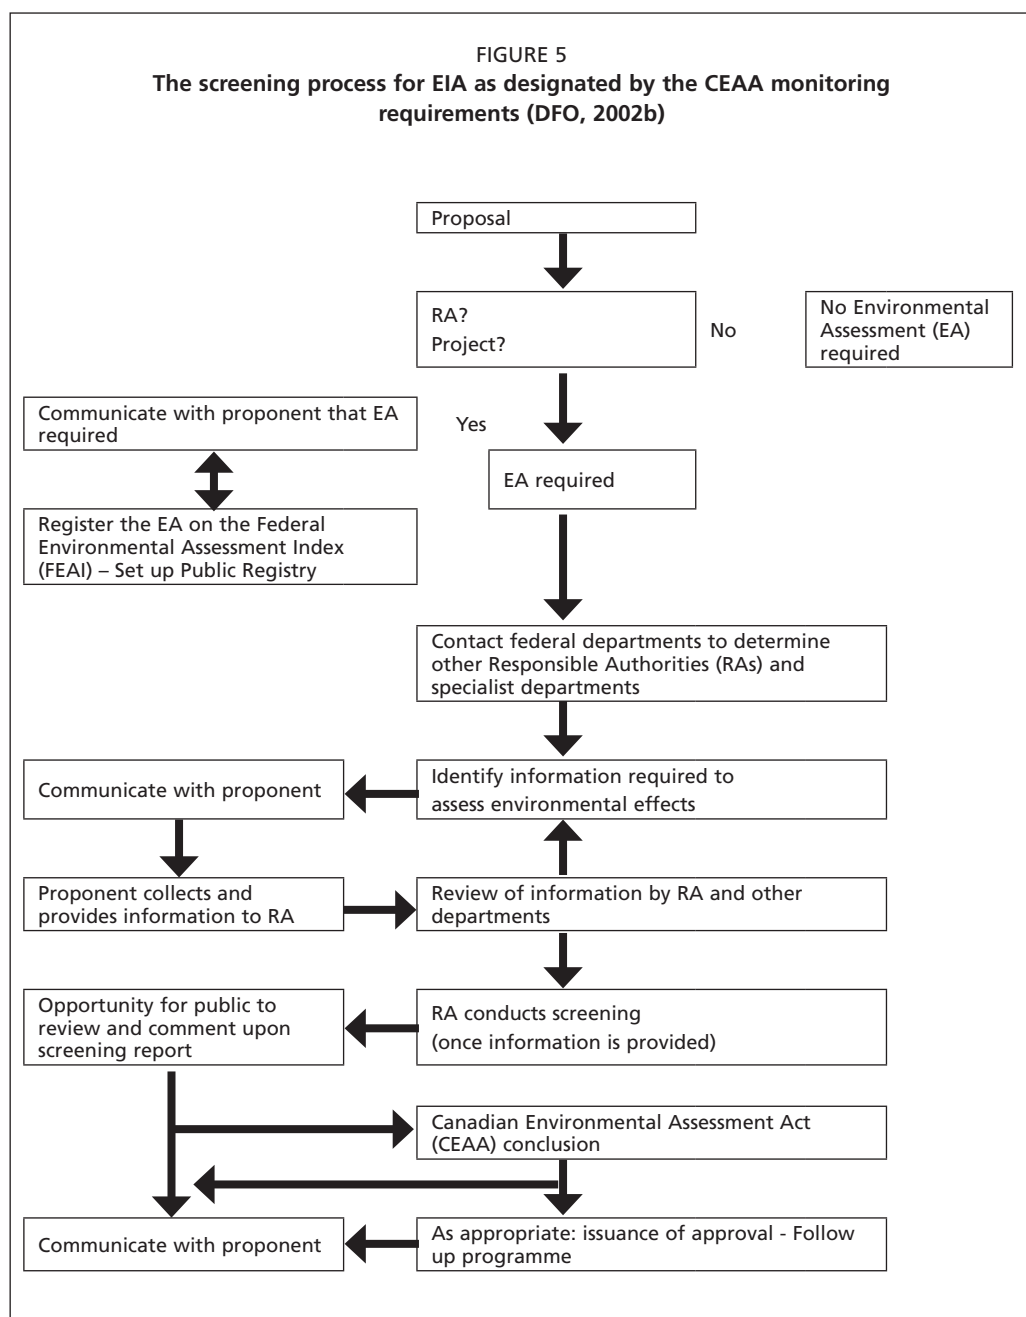 FIGURE 5
The screening process for EIA as designated by the CEAA monitoring
requirements (DFO, 2002b)
Proposal
RA?
Project?
No
No Environmental
Assessment (EA)
required
Communicate with proponent that EA
required
Yes
EA required
Register the EA on the Federal
Environmental Assessment Index
(FEAI) – Set up Public Registry
Contact federal departments to determine
other Responsible Authorities (RAs) and
specialist departments
Communicate with proponent
Identify information required to
assess environmental effects
Proponent collects and
provides information to RA
Review of information by RA and other
departments
Opportunity for public to
review and comment upon
screening report
RA conducts screening
(once information is provided)
Canadian Environmental Assessment Act
(CEAA) conclusion
Communicate with proponent
As appropriate: issuance of approval - Follow
up programme